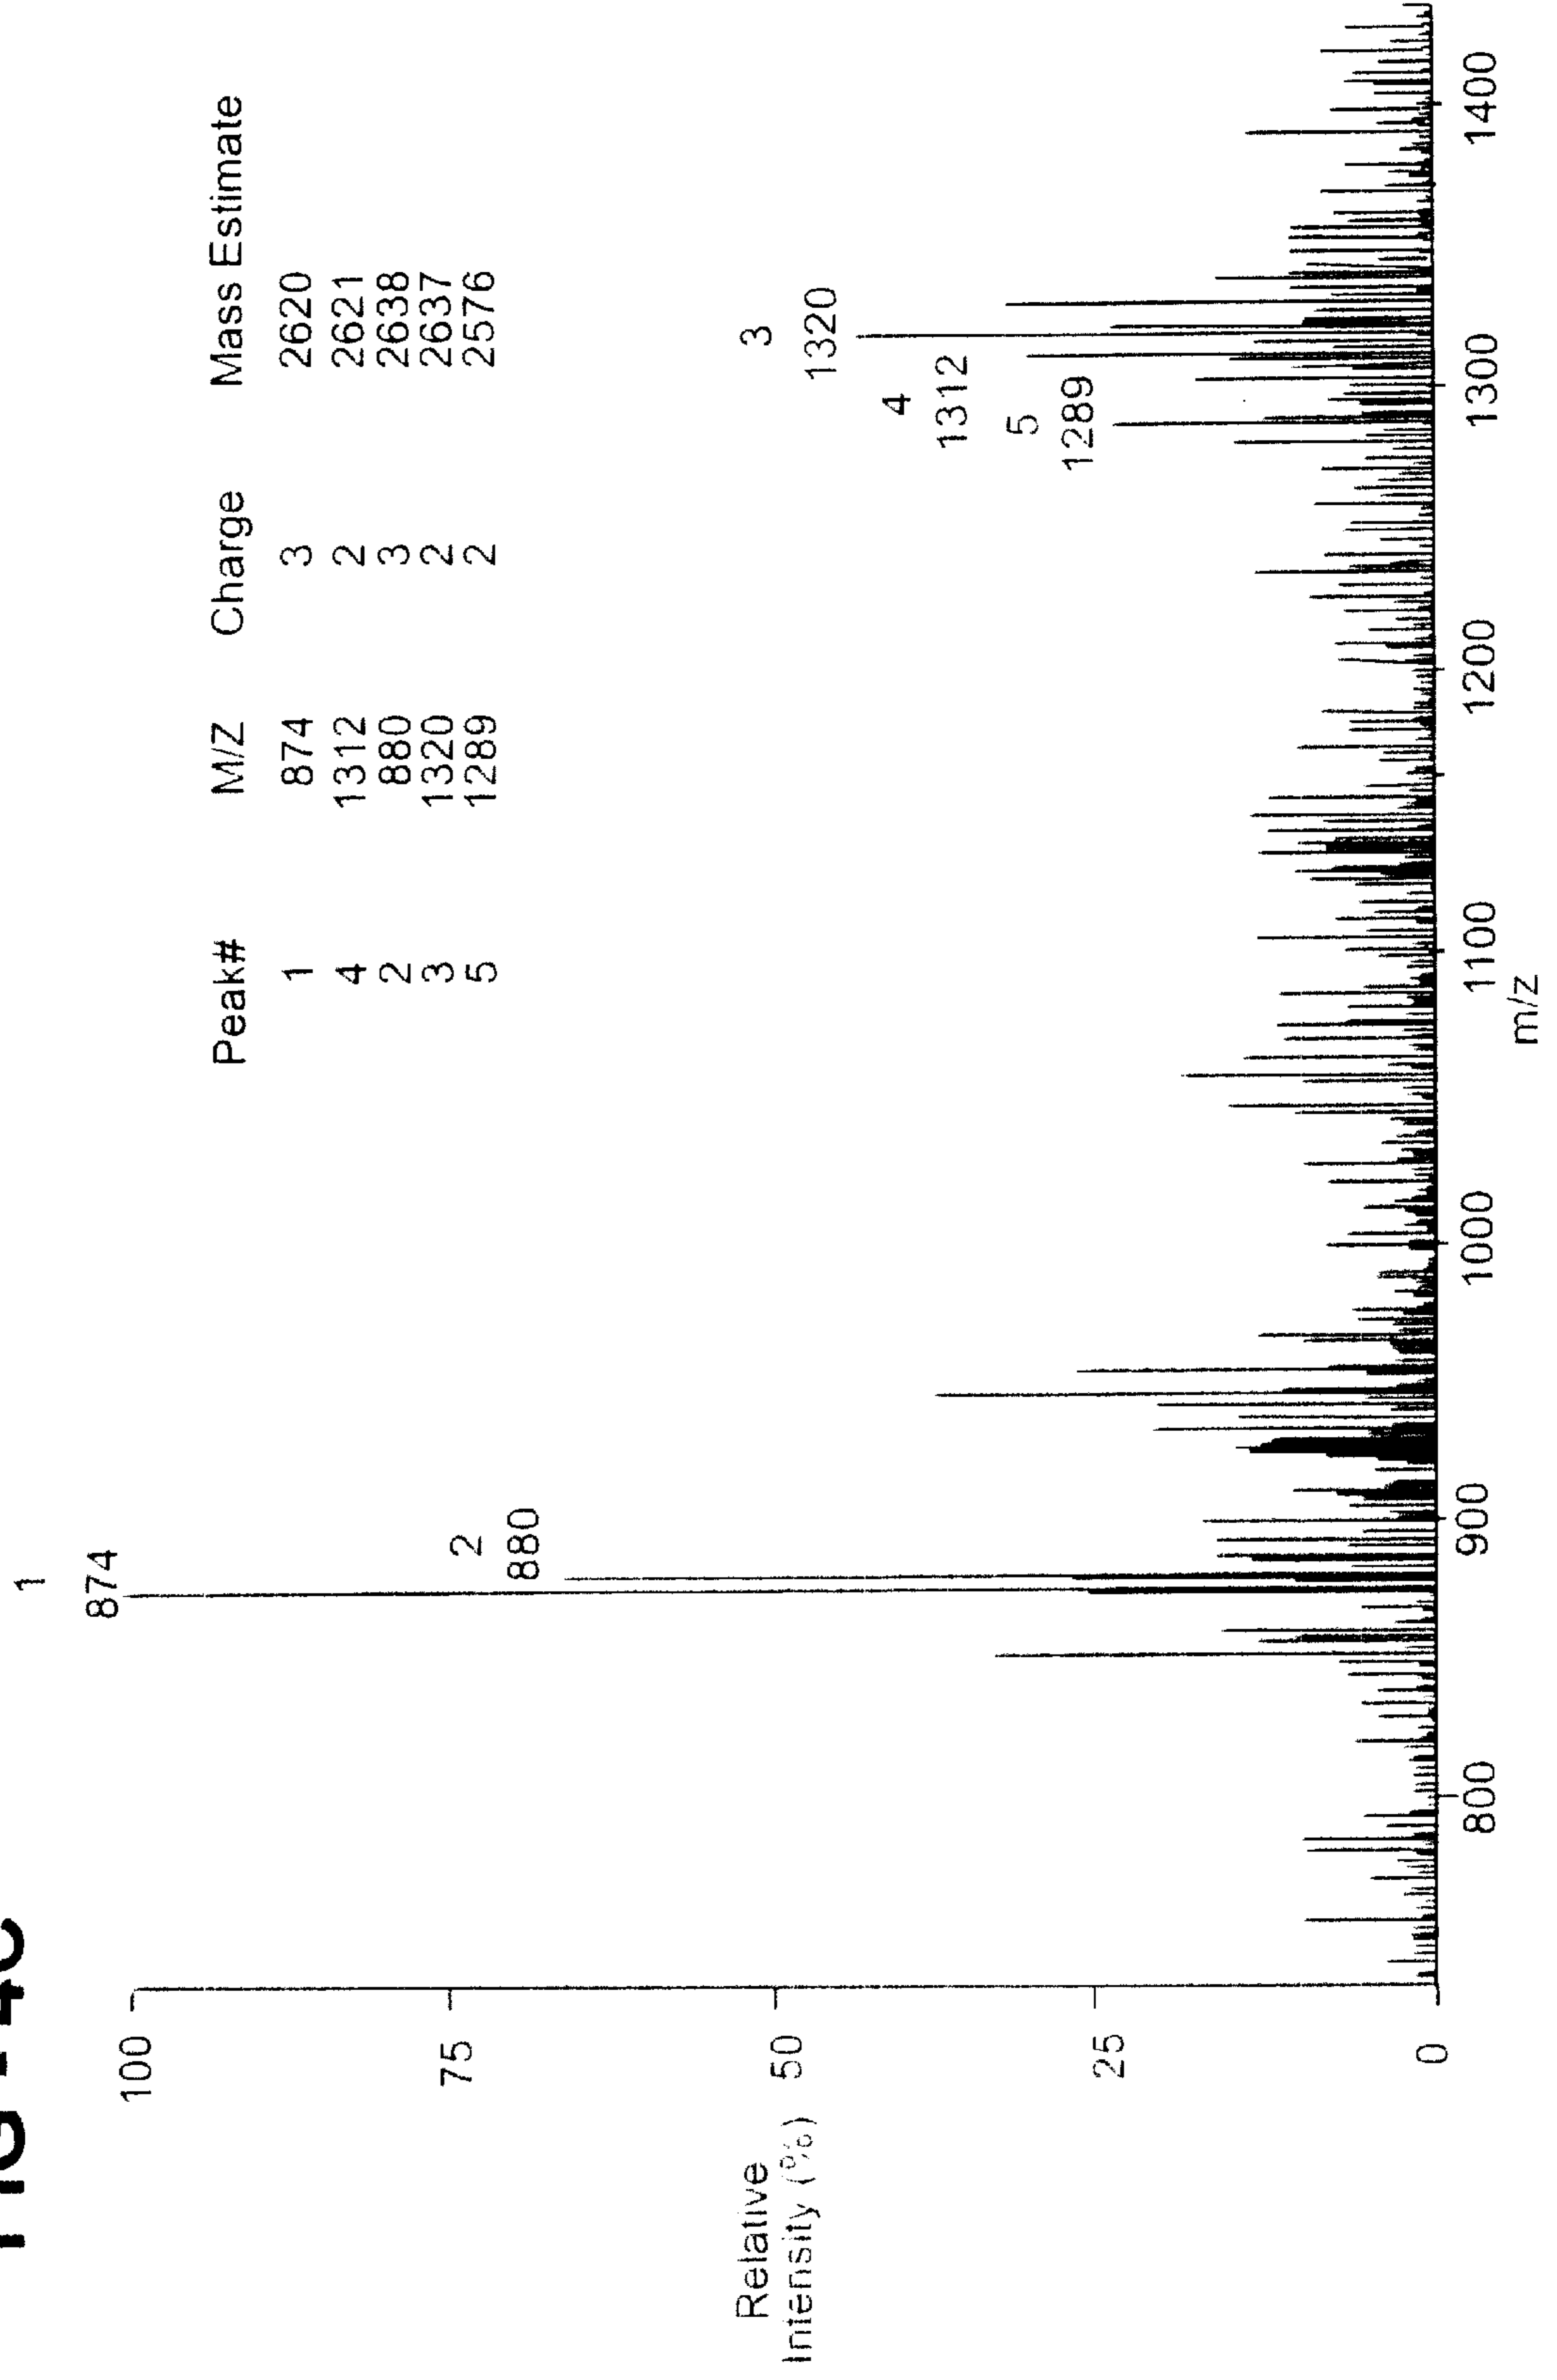 Peak# M/Z Charge Mass Estimate
1 874 3 2620
4 1312 2 2621
2 880 3 2638
3 1320 2 2637
5 1289 2 2576
1
874
2
880
3
1320
4
1312
5
1289
100
75
50
25
0
Relative
Intensity (%)
800 900 1000 1100 1200 1300 1400
m/z